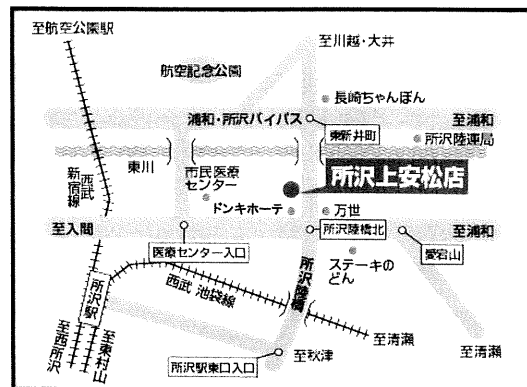 至航空公園駅
至川越・大井
航空記念公園
長崎ちゃんぽん
浦和・所沢バイパス
至浦和
東新井町
所沢陸運局
東川
西武
新宿線
市民医療
センター
所沢上安松店
ドンキホーテ
万世
至入間
所沢陸橋北
至浦和
医療センター入口
愛宕山
ステーキの
どん
所沢陸橋
西武 池袋線
所沢駅
至西所沢
至東村山
所沢駅東口入口
至秋津
至清瀬
至清瀬